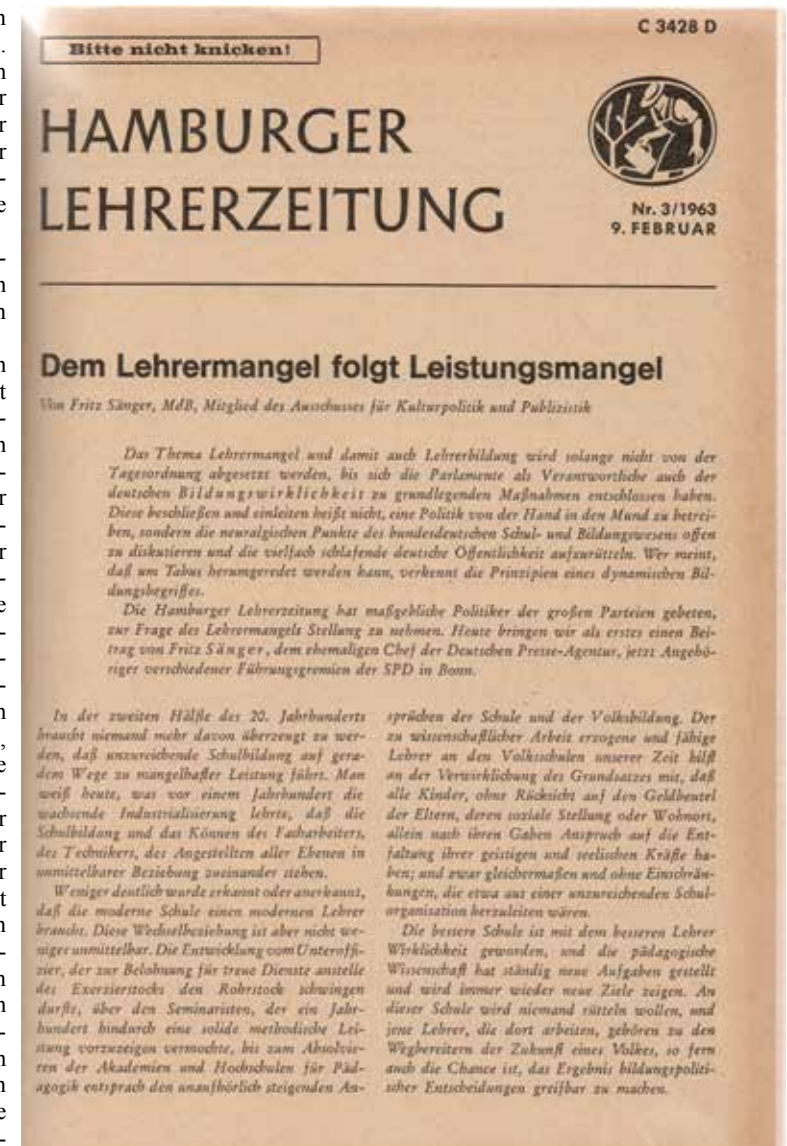 C 3428 D
Bitte nicht knicken!
HAMBURGER
LEHRERZEITUNG
Nr. 3/1963
9. FEBRUAR
Dem Lehrermangel folgt Leistungsmangel
Von Fritz Sänger, MdB, Mitglied des Ausschusses für Kulturpolitik und Publizistik
Das Thema Lehrermangel und damit auch Lehrerbildung wird solange nicht von der
Tagesordnung abgesetzt werden, bis sich die Parlamente als Verantwortliche auch der
deutschen Bildungswirklichkeit zu grundlegenden Maßnahmen entschlossen haben.
Diese beschließen und einleiten heißt nicht, eine Politik von der Hand in den Mund zu betrei-
ben, sondern die neuralgischen Punkte des bundesdeutschen Schul- und Bildungswesens offen
zu diskutieren und die vielfach schlafende deutsche Öffentlichkeit aufzurütteln. Wer meint,
daß um Tabus herumgeredet werden kann, verkennt die Prinzipien eines dynamischen Bil-
dungsbegriffes.
Die Hamburger Lehrerzeitung hat maßgebliche Politiker der großen Parteien gebeten,
zur Frage des Lehrermangels Stellung zu nehmen. Heute bringen wir als erstes einen Bei-
trag von Fritz Sänger, dem ehemaligen Chef der Deutschen Presse-Agentur, jetzt Angehö-
riger verschiedener Führungsgremien der SPD in Bonn.
In der zweiten Hälfte des 20. Jahrhunderts
braucht niemand mehr davon überzeugt zu wer-
den, daß unzureichende Schulbildung auf gera-
dem Wege zu mangelhafter Leistung führt. Man
weiß heute, was vor einem Jahrhundert die
wachsende Industrialisierung lehrte, daß die
Schulbildung und das Können des Facharbeiters,
des Technikers, des Angestellten aller Ebenen in
unmittelbarer Beziehung zueinander stehen.
Weniger deutlich wurde erkannt oder anerkannt,
daß die moderne Schule einen modernen Lehrer
braucht. Diese Wechselbeziehung ist aber nicht we-
niger unmittelbar. Die Entwicklung vom Unteroffi-
zier, der zur Belohnung für treue Dienste anstelle
des Exerzierstocks den Rohrstock schwingen
durfte, über den Seminaristen, der ein Jahr-
hundert hindurch eine solide methodische Lei-
stung vorzuzeigen vermochte, bis zum Absolvie-
ren der Akademien und Hochschulen für Päd-
agogik entsprach den unaufhörlich steigenden An-
sprüchen der Schule und der Volksbildung. Der
zu wissenschaftlicher Arbeit erzogene und fähige
Lehrer an den Volksschulen unserer Zeit hilft
an der Verwirklichung des Grundsatzes mit, daß
alle Kinder, ohne Rücksicht auf den Geldbeutel
der Eltern, deren soziale Stellung oder Wohnort,
allein nach ihren Gaben Anspruch auf die Ent-
faltung ihrer geistigen und seelischen Kräfte ha-
ben; und zwar gleichermaßen und ohne Einschrän-
kungen, die etwa aus einer unzureichenden Schul-
organisation herzuleiten wären.
Die bessere Schule ist mit dem besseren Lehrer
Wirklichkeit geworden, und die pädagogische
Wissenschaft hat ständig neue Aufgaben gestellt
und wird immer wieder neue Ziele zeigen. An
dieser Schule wird niemand rütteln wollen, und
jene Lehrer, die dort arbeiten, gehören zu den
Wegbereitern der Zukunft eines Volkes, so fern
auch die Chance ist, das Ergebnis bildungspoliti-
scher Entscheidungen greifbar zu machen.